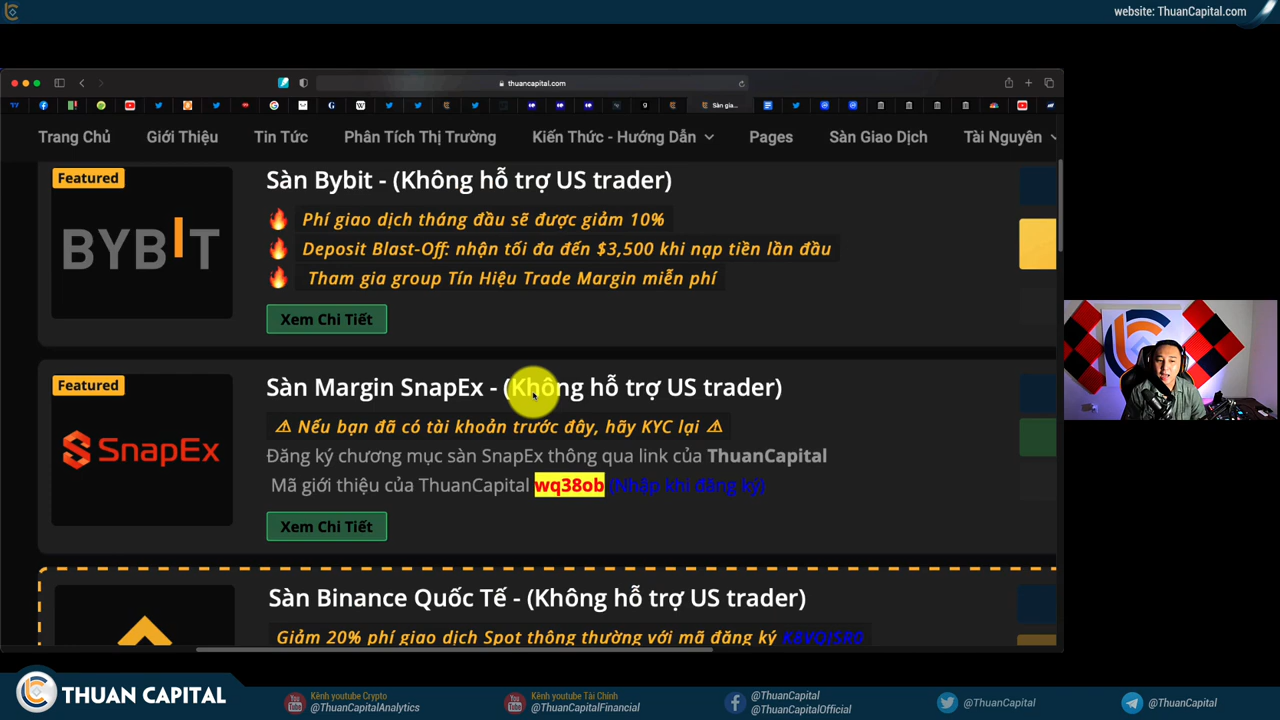 website: ThuanCapital.com
thuancapital.com
Sàn gia...
Trang Chủ
Giới Thiệu
Tin Tức
Phân Tích Thị Trường
Kiến Thức - Hướng Dẫn
Pages
Sàn Giao Dịch
Tài Nguyên
Featured
BYBIT
Sàn Bybit - (Không hỗ trợ US trader)
Phí giao dịch tháng đầu sẽ được giảm 10%
Deposit Blast-Off: nhận tối đa đến $3,500 khi nạp tiền lần đầu
Tham gia group Tín Hiệu Trade Margin miễn phí
Xem Chi Tiết
Featured
SnapEx
Sàn Margin SnapEx - (Không hỗ trợ US trader)
⚠ Nếu bạn đã có tài khoản trước đây, hãy KYC lại ⚠
Đăng ký chương mục sàn SnapEx thông qua link của ThuanCapital
Mã giới thiệu của ThuanCapital wq38ob (Nhập khi đăng ký)
Xem Chi Tiết
Sàn Binance Quốc Tế - (Không hỗ trợ US trader)
Giảm 20% phí giao dịch Spot thông thường với mã đăng ký
THUAN CAPITAL
You Tube
Kênh youtube Crypto
@ThuanCapitalAnalytics
You Tube
Kênh youtube Tài Chính
@ThuanCapitalFinancial
@ThuanCapital
@ThuanCapitalOfficial
@ThuanCapital
@ThuanCapital